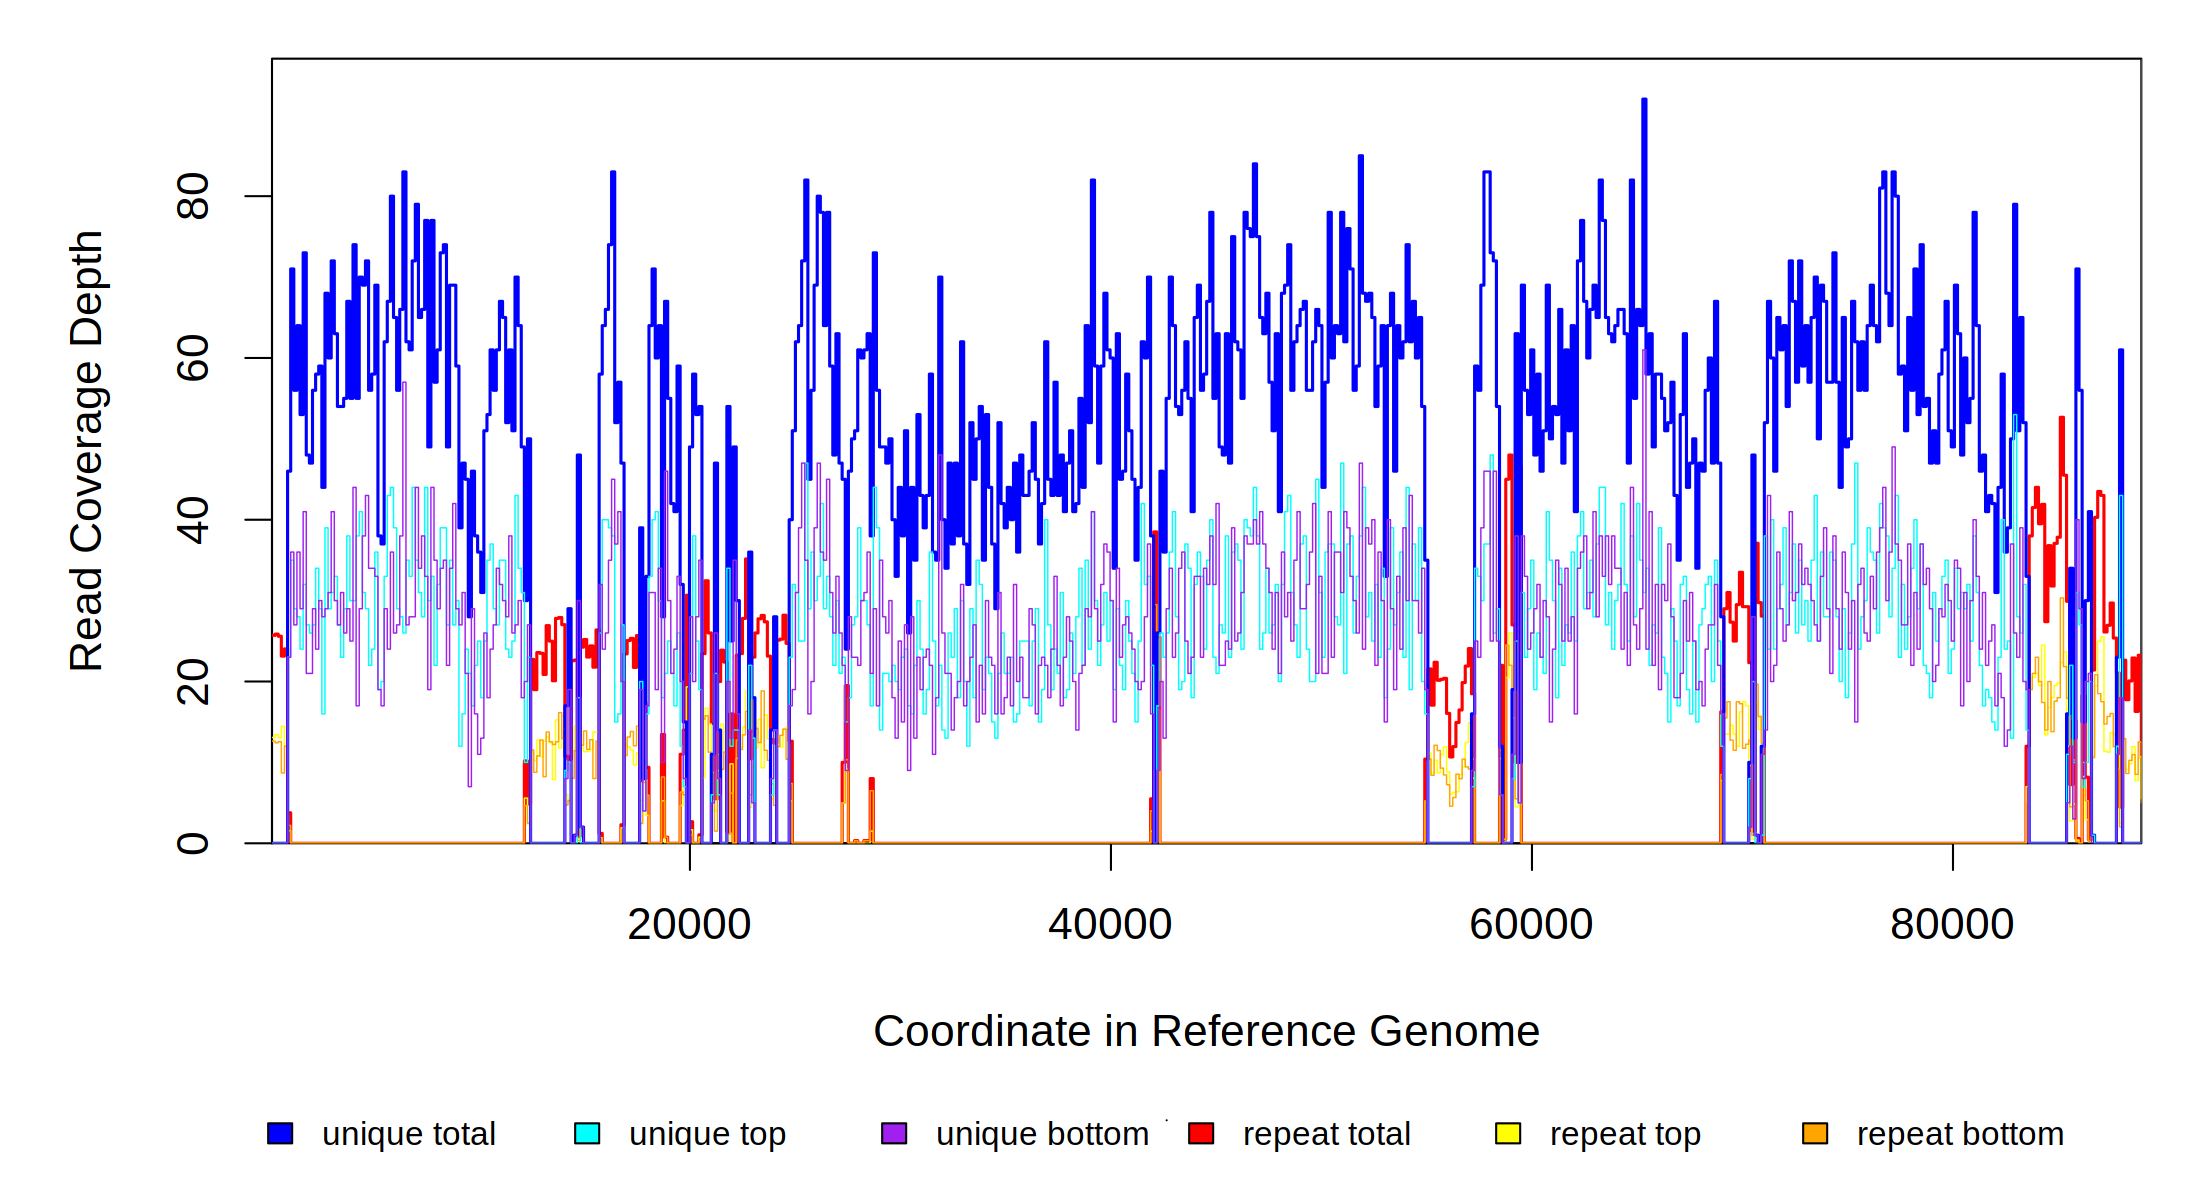 Read Coverage Depth
80
60
40
20
0
20000 40000 60000 80000
Coordinate in Reference Genome
unique total unique top unique bottom repeat total repeat top repeat bottom